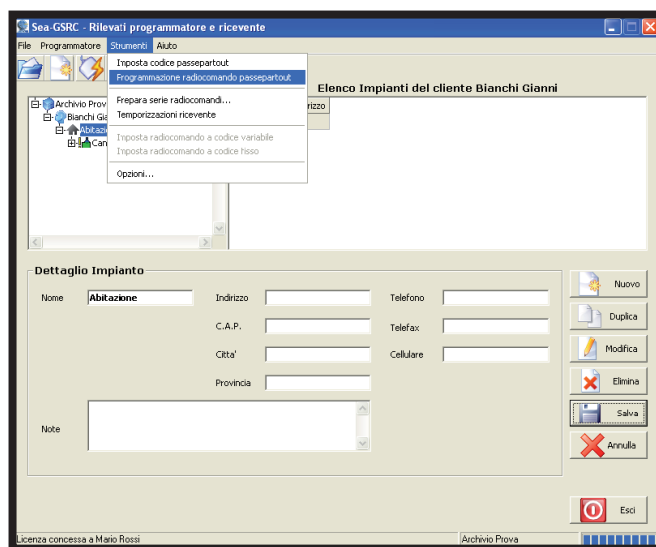 Sea-GSRC - Rilevati programmatore e ricevente
File Programmatore Strumenti Aiuto
Imposta codice passepartout
Programmazione radiocomando passepartout
Elenco Impianti del cliente Bianchi Gianni
Archivio Prov
Prepara serie radiocomandi...
rizzo
Bianchi Gia
Temporizzazioni ricevente
Abitazi
Can
Imposta radiocomando a codice variabile
Imposta radiocomando a codice fisso
Opzioni...
Dettaglio Impianto
Nome Abitazione Indirizzo Telefono
C.A.P. Telefax
Citta' Cellulare
Provincia
Note
Nuovo
Duplica
Modifica
Elimina
Salva
Annulla
Esci
Licenza concessa a Mario Rossi Archivio Prova